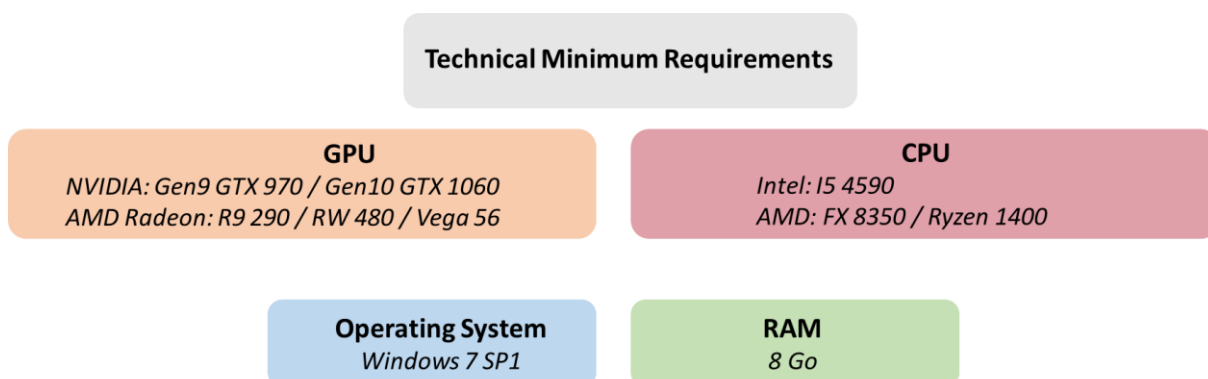 Technical Minimum Requirements
GPU
NVIDIA: Gen9 GTX 970 / Gen10 GTX 1060
AMD Radeon: R9 290 / RW 480 / Vega 56
CPU
Intel: I5 4590
AMD: FX 8350 / Ryzen 1400
Operating System
Windows 7 SP1
RAM
8 Go